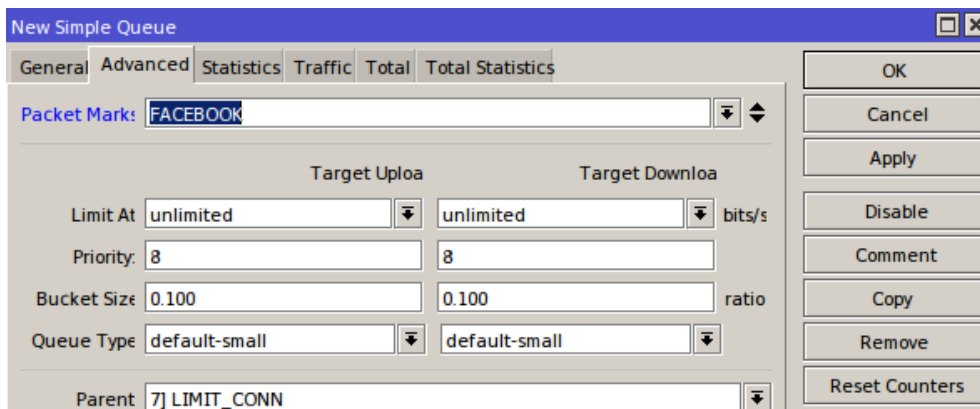 New Simple Queue
General Advanced Statistics Traffic Total Total Statistics
OK
Packet Marks FACEBOOK
Cancel
Apply
Target Uploa Target Downloa
Limit At unlimited unlimited bits/s
Disable
Priority: 8 8
Comment
Bucket Size 0.100 0.100 ratio
Copy
Queue Type default-small default-small
Remove
Reset Counters
Parent 7] LIMIT_CONN